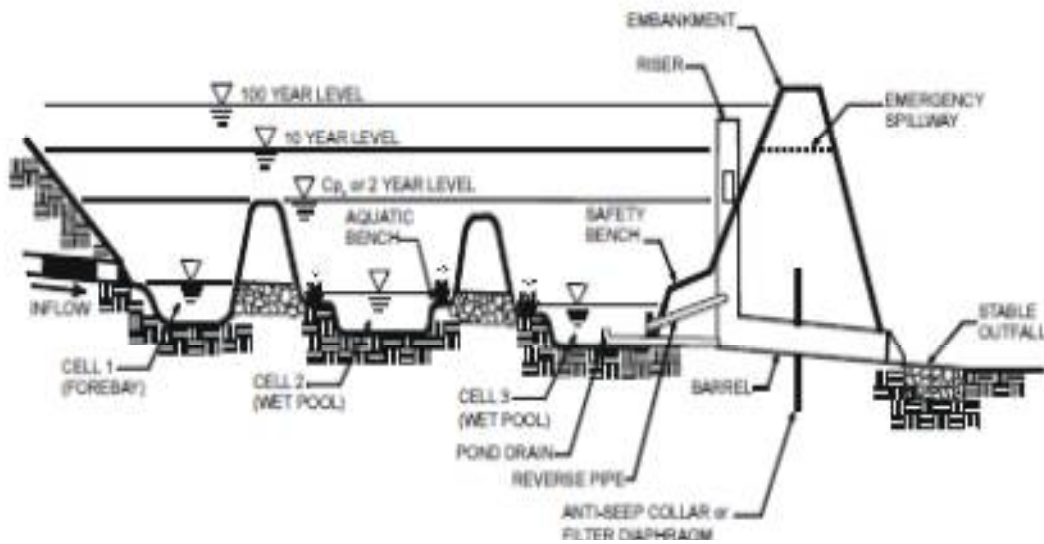 EMBANKMENT
RISER
100 YEAR LEVEL
EMERGENCY
SPILLWAY
10 YEAR LEVEL
Cpv or 2 YEAR LEVEL
AQUATIC
BENCH
SAFETY
BENCH
INFLOW
STABLE
OUTFALL
CELL 1
(FOREBAY)
CELL 2
(WET POOL)
CELL 3
(WET POOL)
BARREL
POND DRAIN
REVERSE PIPE
ANTI-SEEP COLLAR or
FILTER DIAPHRAGM